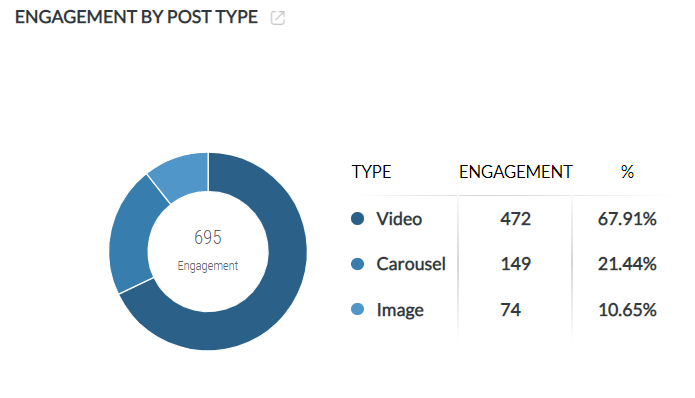 ENGAGEMENT BY POST TYPE
695
Engagement
TYPE ENGAGEMENT %
Video 472 67.91%
Carousel 149 21.44%
Image 74 10.65%